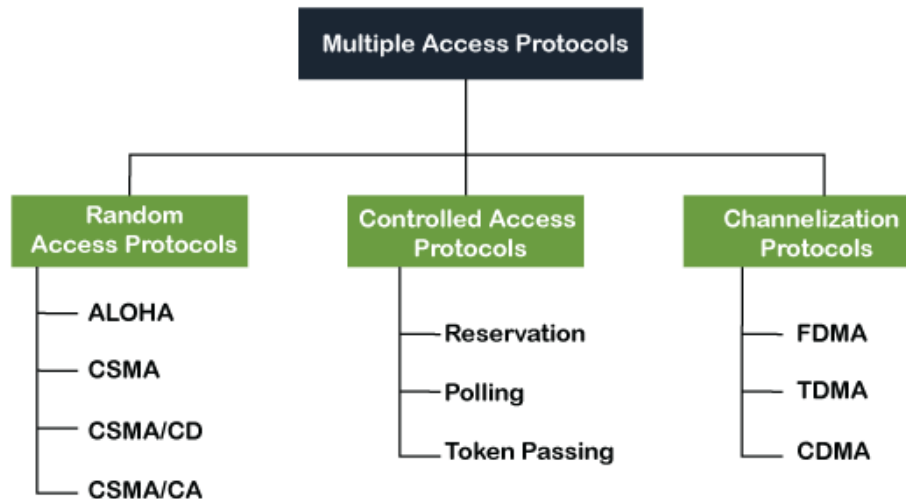 Multiple Access Protocols
Random
Access Protocols
ALOHA
CSMA
CSMA/CD
CSMA/CA
Controlled Access
Protocols
Reservation
Polling
Token Passing
Channelization
Protocols
FDMA
TDMA
CDMA